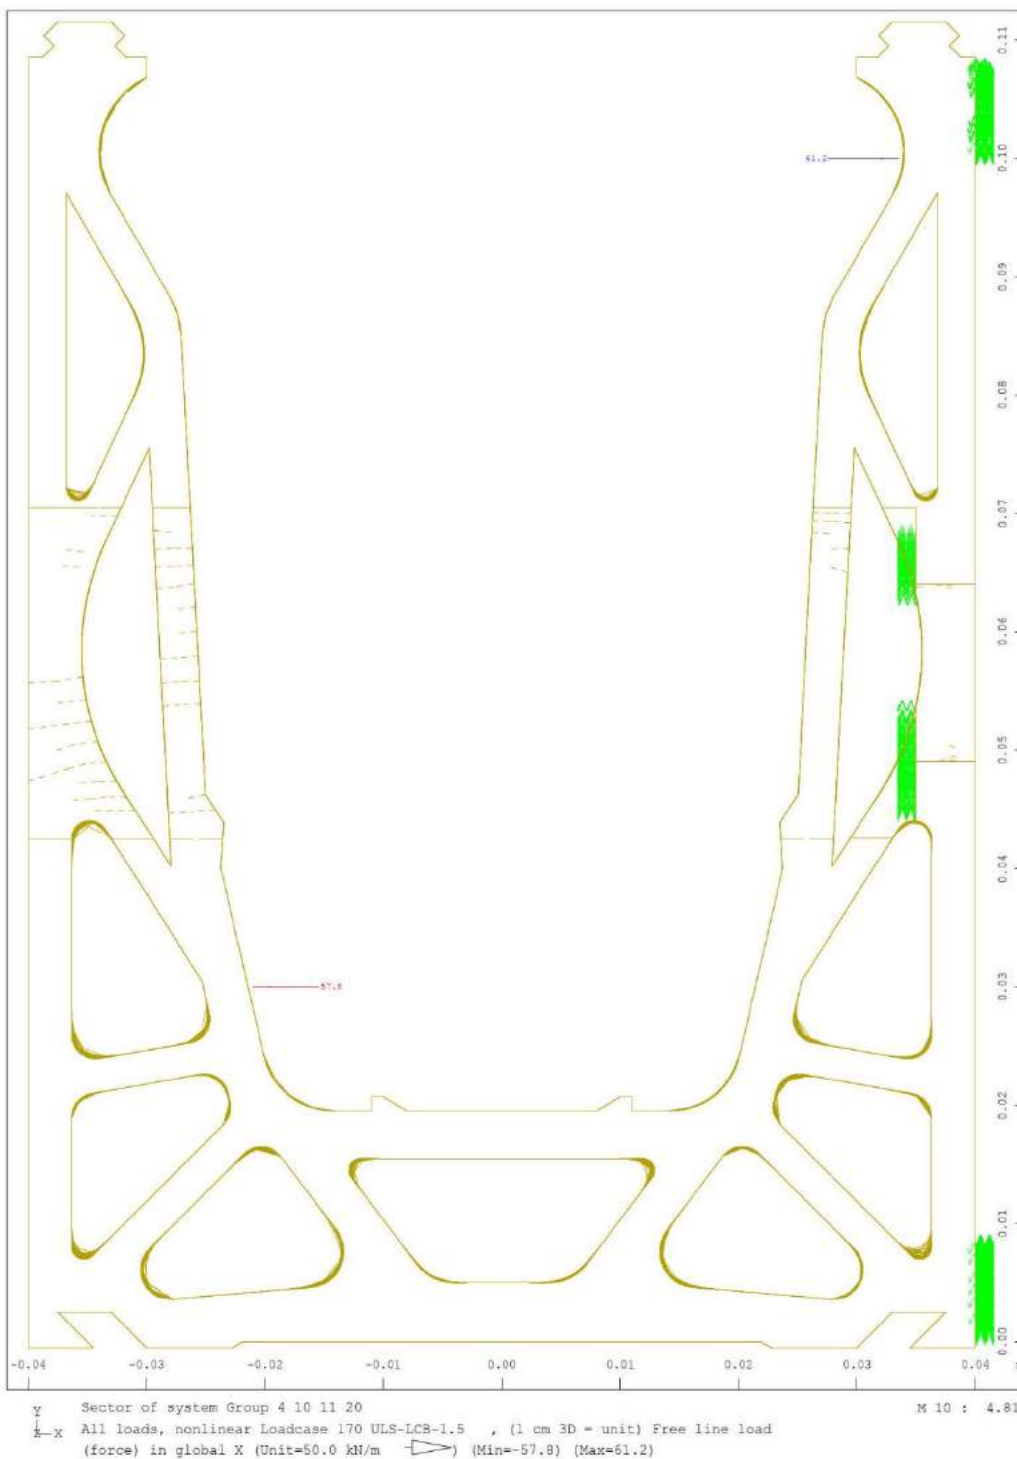 0.11
61.2
0.10
0.09
0.08
0.07
0.06
0.05
0.04
-57.8
0.03
0.02
0.01
0.00
-0.04 -0.03 -0.02 -0.01 0.00 0.01 0.02 0.03 0.04
Y
Z X
Sector of system Group 4 10 11 20
M 10 : 4.81
All loads, nonlinear Loadcase 170 ULS-LCB-1.5 , (1 cm 3D = unit) Free line load
(force) in global X (Unit=50.0 kN/m ) (Min=-57.8) (Max=61.2)